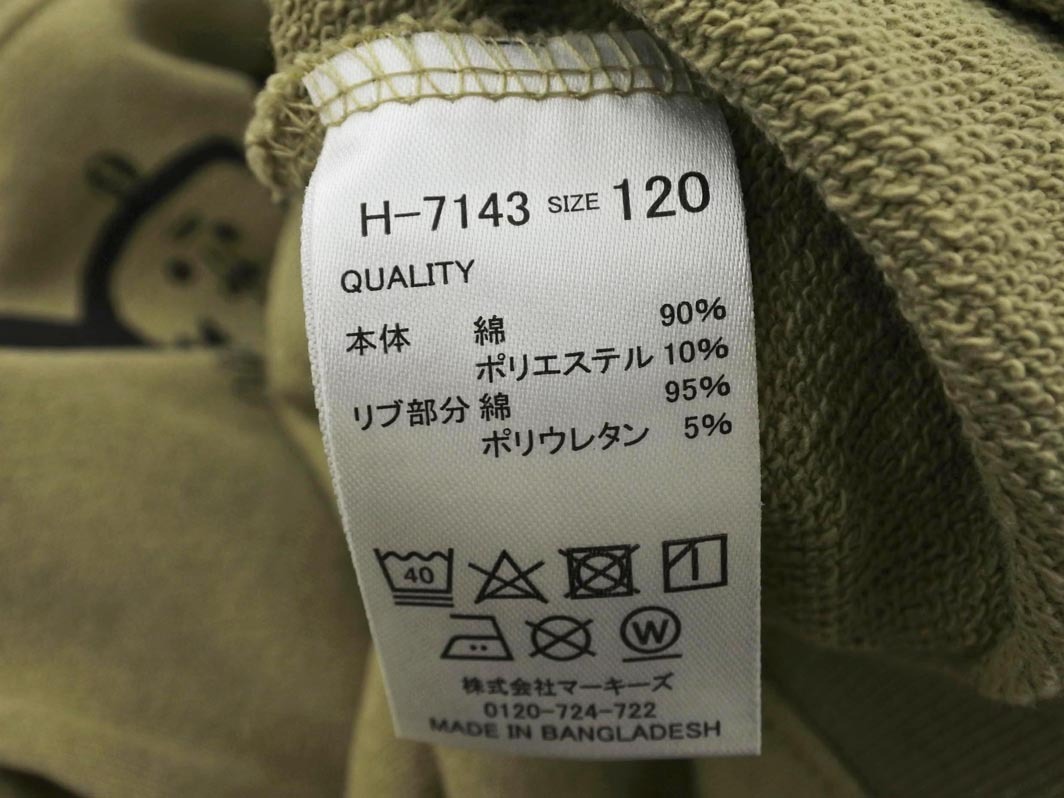 H-7143 SIZE 120
QUALITY
本体 綿 90%
ポリエステル 10%
リブ部分 綿 95%
ポリウレタン 5%
40
W
株式会社マーキーズ
0120-724-722
MADE IN BANGLADESH